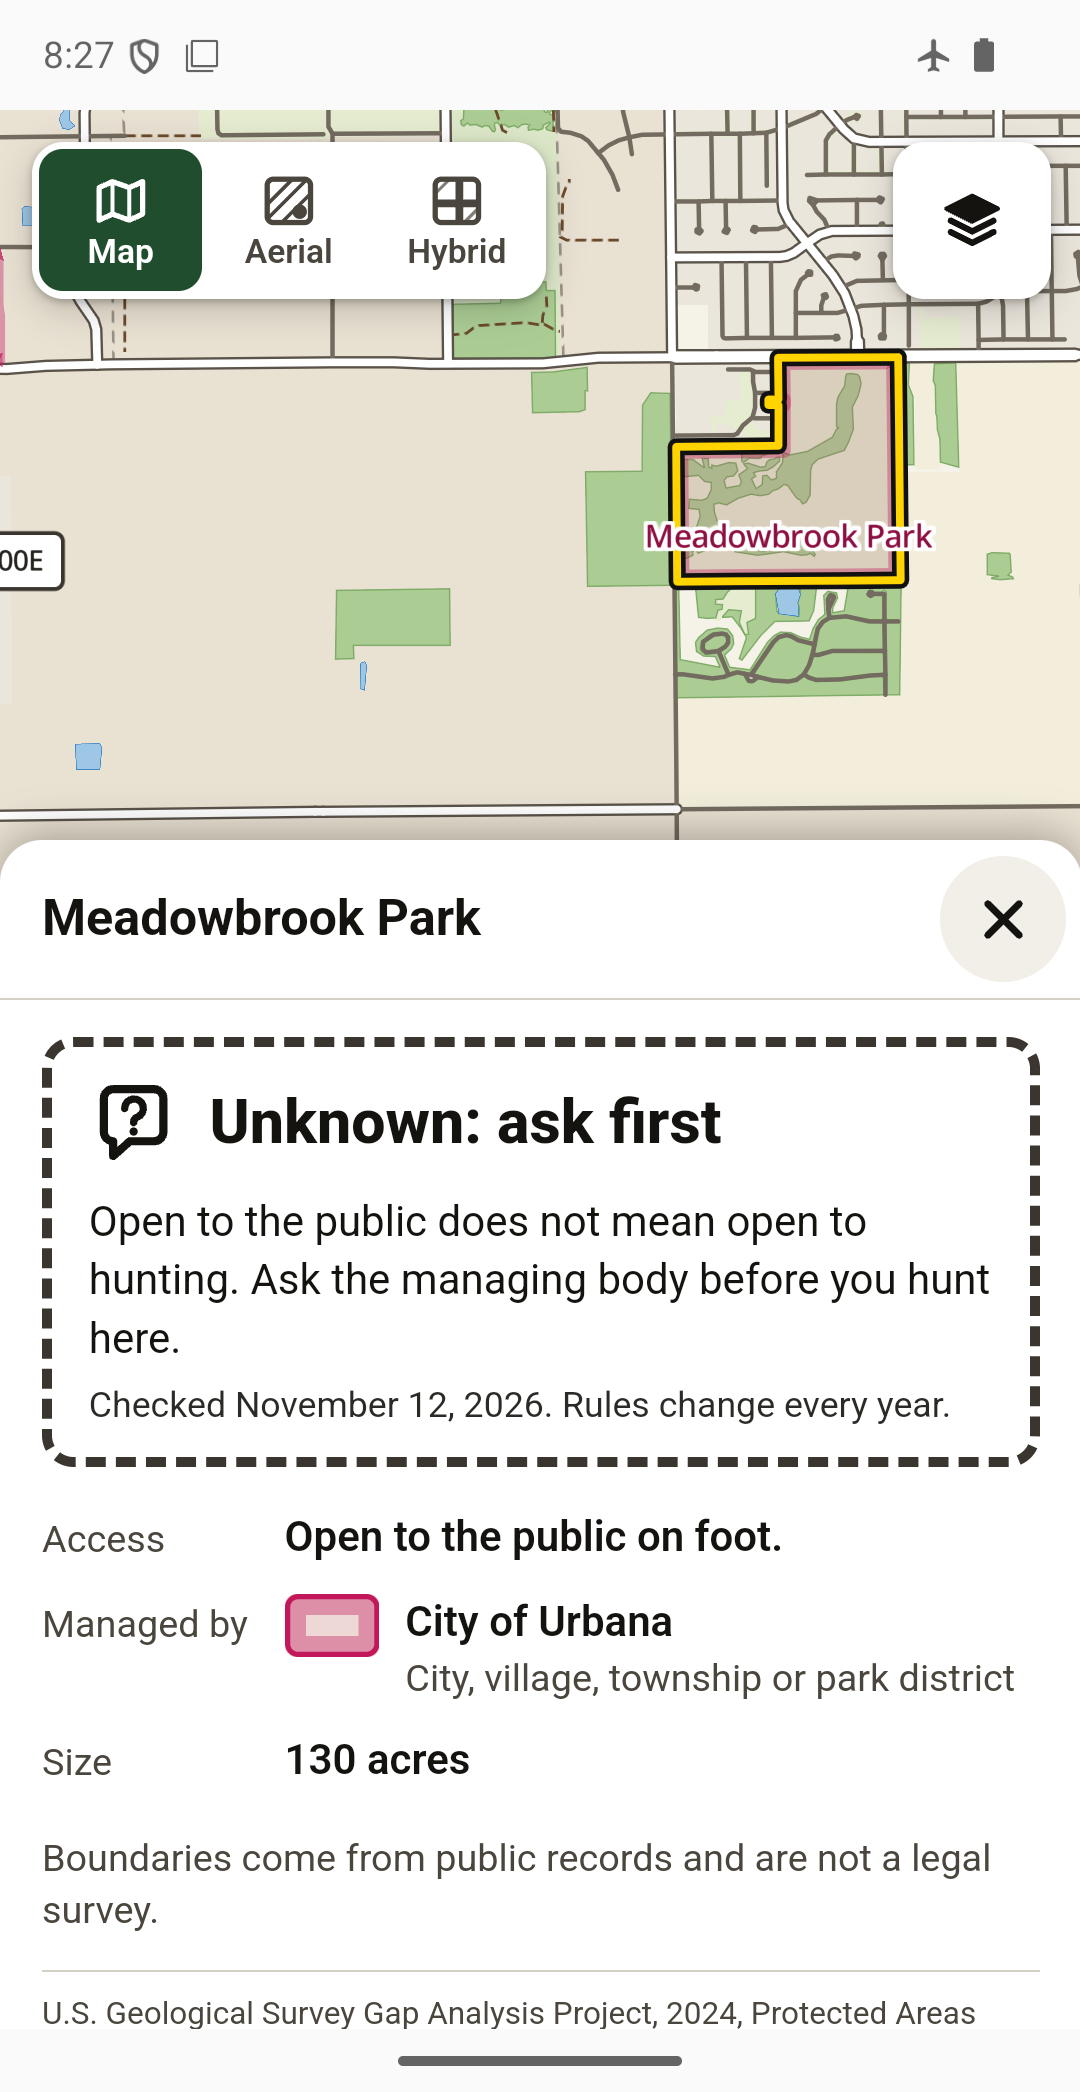 8:27
Map
Aerial
Hybrid
00E
Meadowbrook Park
Meadowbrook Park
Unknown: ask first
Open to the public does not mean open to
hunting. Ask the managing body before you hunt
here.
Checked November 12, 2026. Rules change every year.
Access Open to the public on foot.
Managed by City of Urbana
City, village, township or park district
Size 130 acres
Boundaries come from public records and are not a legal
survey.
U.S. Geological Survey Gap Analysis Project, 2024, Protected Areas